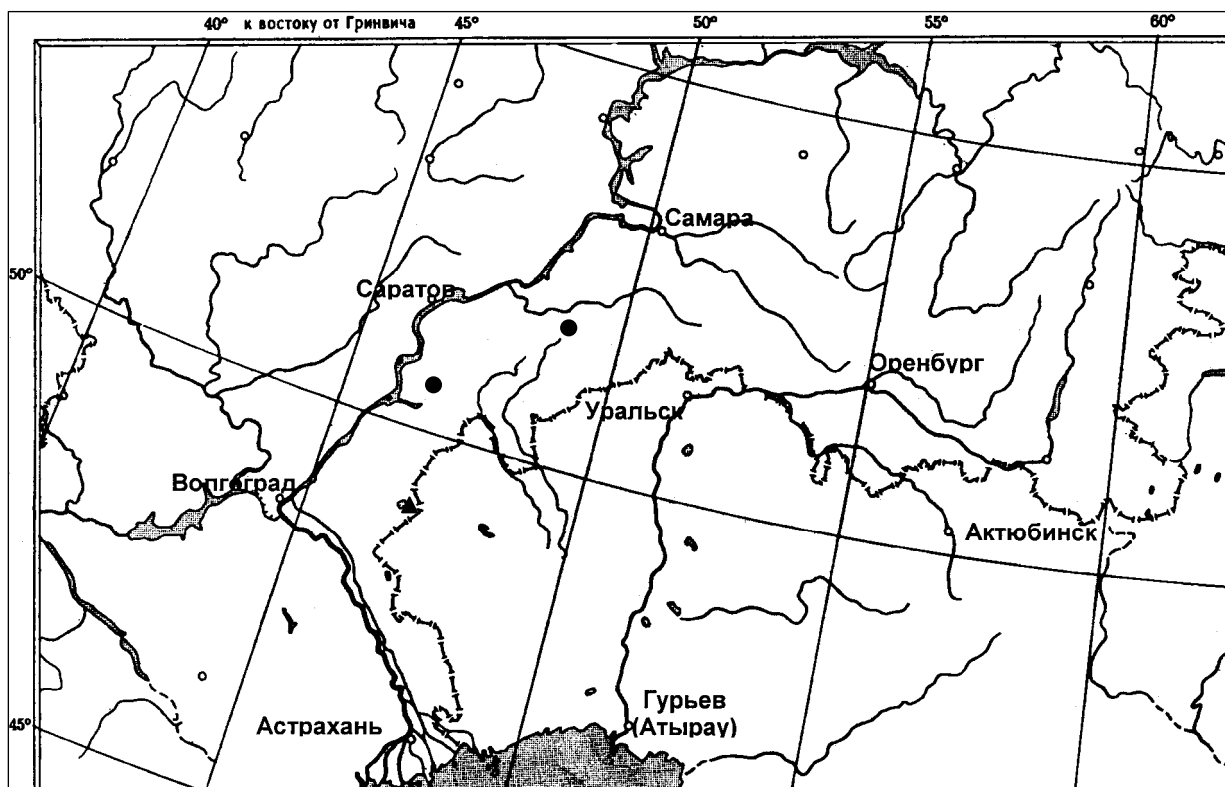 40° к востоку от Гринвича 45° 50° 55° 60°
Самара
50°
Саратов
Оренбург
Уральск
Волгоград
Актюбинск
Гурьев
(Атырау)
45°
Астрахань